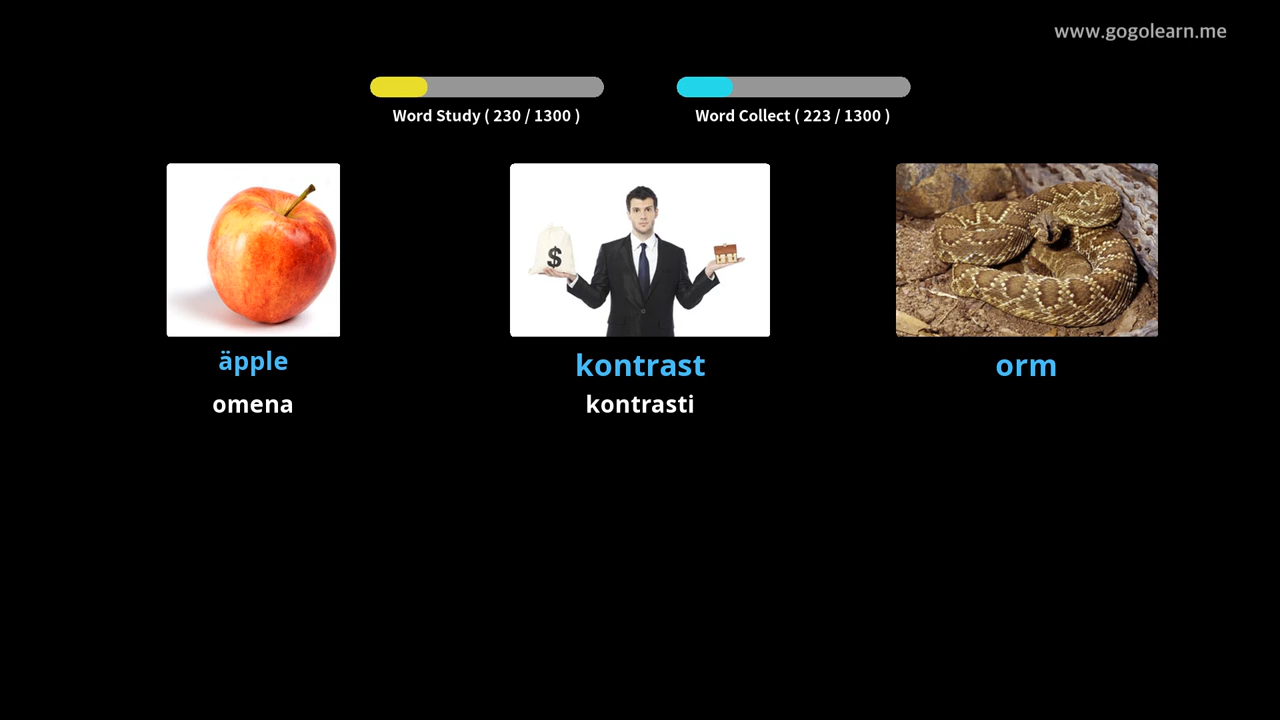 www.gogolearn.me
Word Study ( 230 / 1300 )
Word Collect ( 223 / 1300 )
$
äpple
kontrast
orm
omena
kontrasti